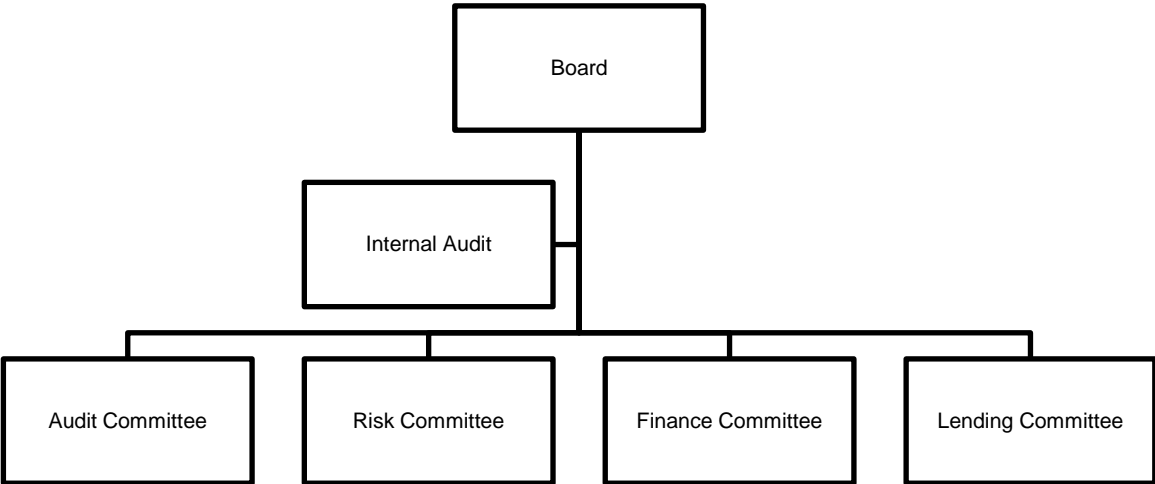 Board
Internal Audit
Audit Committee
Risk Committee
Finance Committee
Lending Committee